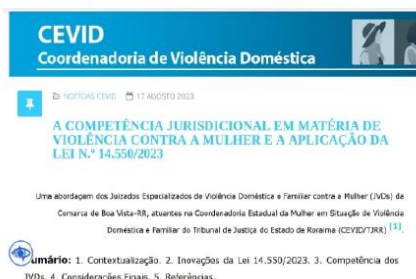 CEVID
Coordenadoria de Violência Doméstica
NOTÍCIAS CEVID 17 AGOSTO 2023
A COMPETÊNCIA JURISDICIONAL EM MATÉRIA DE
VIOLÊNCIA CONTRA A MULHER E A APLICAÇÃO DA
LEI N.º 14.550/2023
Uma abordagem dos Juizados Especializados de Violência Doméstica e Familiar contra a Mulher (JVDs) da
Comarca de Boa Vista-RR, atuantes na Coordenadoria Estadual da Mulher em Situação de Violência
Doméstica e Familiar do Tribunal de Justiça do Estado de Roraima (CEVID/TJRR) [1].
umário: 1. Contextualização. 2. Inovações da Lei 14.550/2023. 3. Competência dos
JVDs. 4. Considerações Finais. 5. Referências.